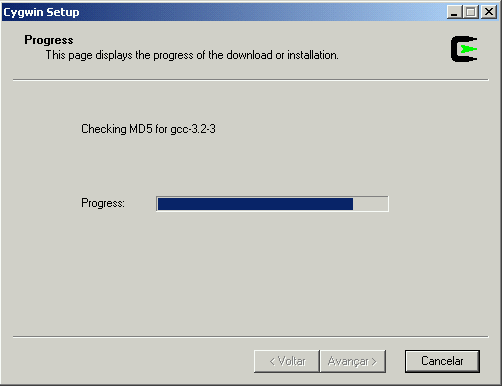 Cygwin Setup
Progress
This page displays the progress of the download or installation.
Checking MD5 for gcc-3.2-3
Progress:
< Voltar
Avançar >
Cancelar